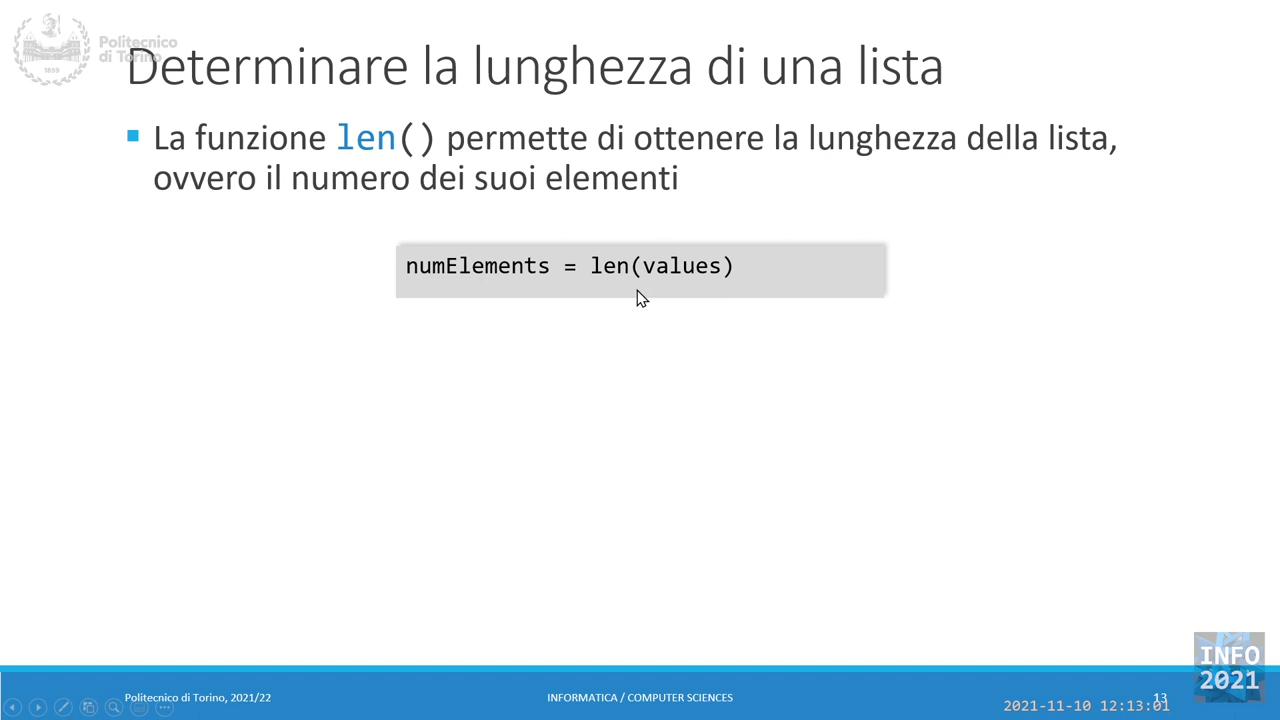 Politecnico
di Torino
1859
Determinare la lunghezza di una lista
La funzione len() permette di ottenere la lunghezza della lista,
ovvero il numero dei suoi elementi
numElements = len(values)
INFO
2021
Politecnico di Torino, 2021/22
INFORMATICA / COMPUTER SCIENCES
13
2021-11-10 12:13:01